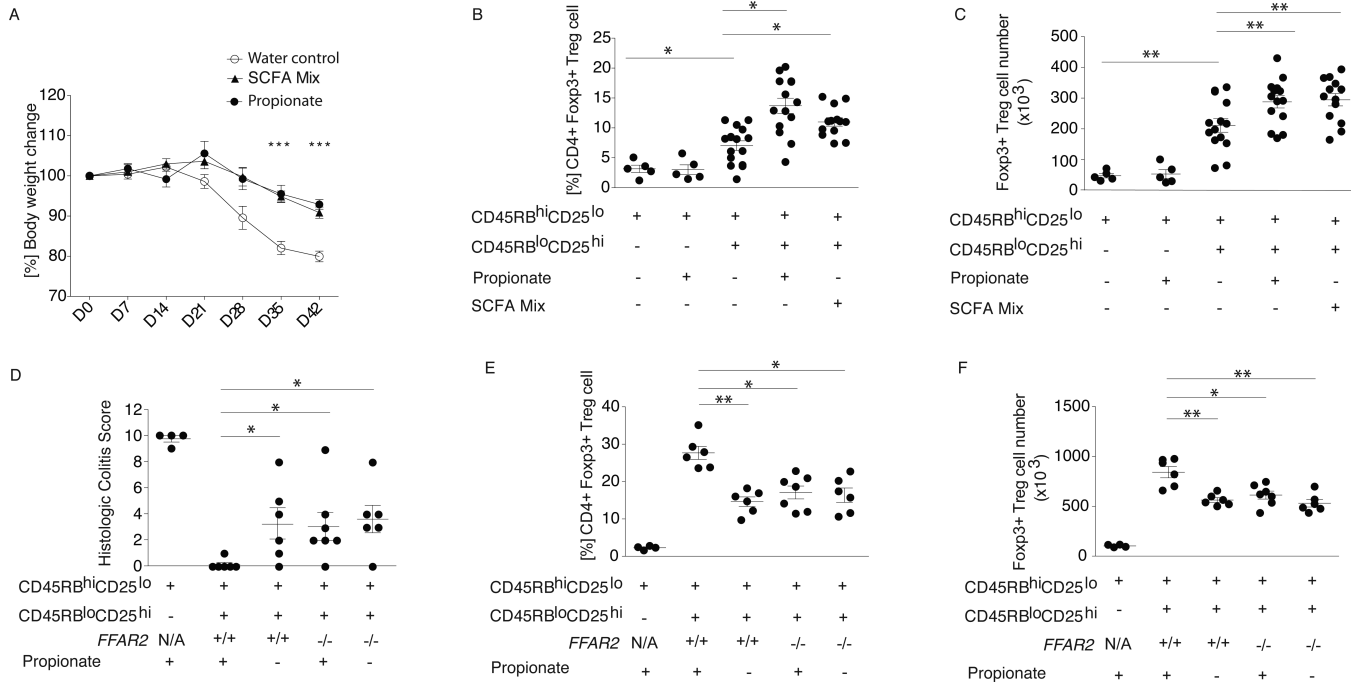 A
Water control
SCFA Mix
Propionate
[%] Body weight change
120
110
100
90
80
70
*** ***
D0 D7 D14 D21 D28 D35 D42
B
[%] CD4+ Foxp3+ Treg cell
25
20
15
10
5
0
*
*
*
CD45RBhiCD25lo + + + + +
CD45RBloCD25hi - - + + +
Propionate - + - + -
SCFA Mix - - - - +
C
Foxp3+ Treg cell number
(x10 3)
500
400
300
200
100
0
**
**
**
CD45RBhiCD25lo + + + + +
CD45RBloCD25hi - - + + +
Propionate - + - + -
SCFA Mix - - - - +
D
Histologic Colitis Score
12
10
8
6
4
2
0
*
*
*
CD45RBhiCD25lo + + + + +
CD45RBloCD25hi - + + + +
FFAR2 N/A +/+ +/+ -/- -/-
Propionate + + - + -
E
[%] CD4+ Foxp3+ Treg cell
40
30
20
10
0
*
*
**
CD45RBhiCD25lo + + + + +
CD45RBloCD25hi - + + + +
FFAR2 N/A +/+ +/+ -/- -/-
Propionate + + - + -
F
Foxp3+ Treg cell number
(x10 3)
1500
1000
500
0
**
*
**
CD45RBhiCD25lo + + + + +
CD45RBloCD25hi - + + + +
FFAR2 N/A +/+ +/+ -/- -/-
Propionate + + - + -